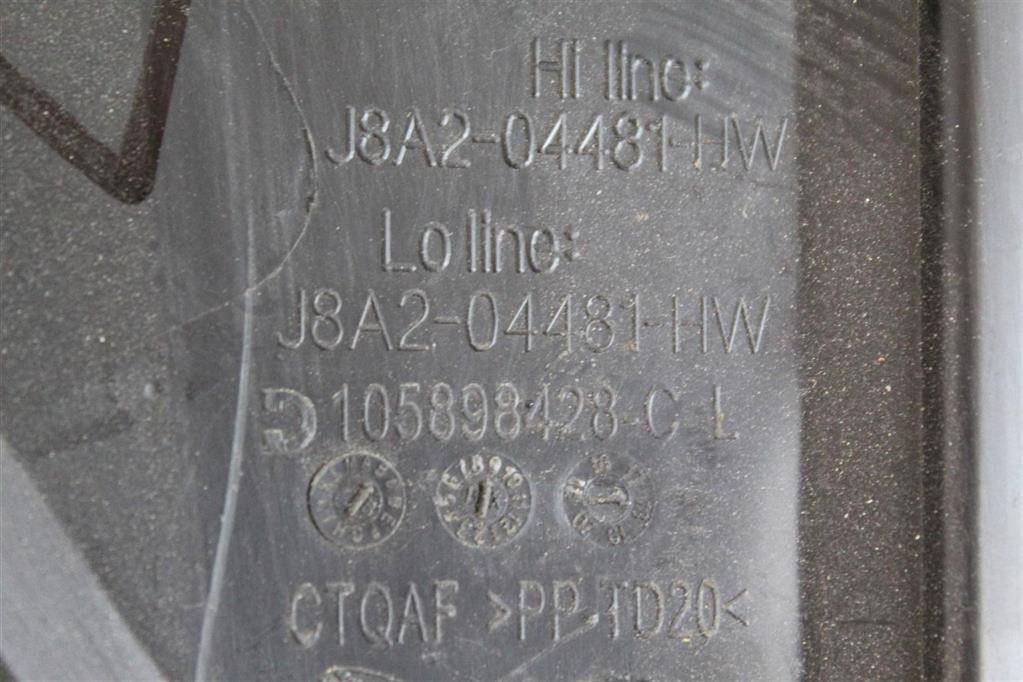 Hi line:
J8A2-04481-HW
Lo line:
J8A2-04481-HW
105898428-C-L
CTQAF >PP-TD20<